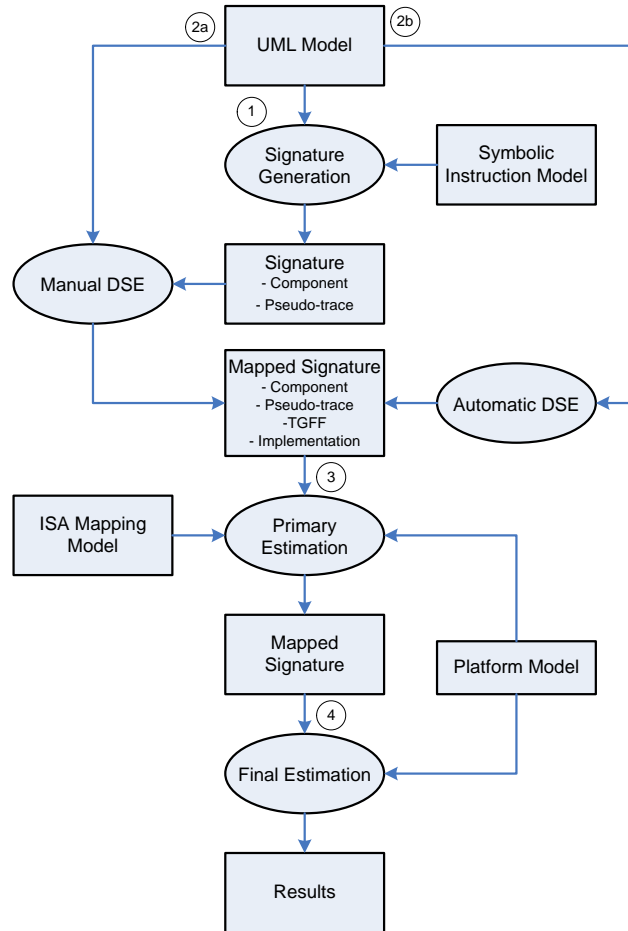 2a
2b
UML Model
1
Signature
Generation
Symbolic
Instruction Model
Signature
- Component
- Pseudo-trace
Manual DSE
Mapped Signature
- Component
- Pseudo-trace
-TGFF
- Implementation
Automatic DSE
3
ISA Mapping
Model
Primary
Estimation
Mapped
Signature
Platform Model
4
Final Estimation
Results